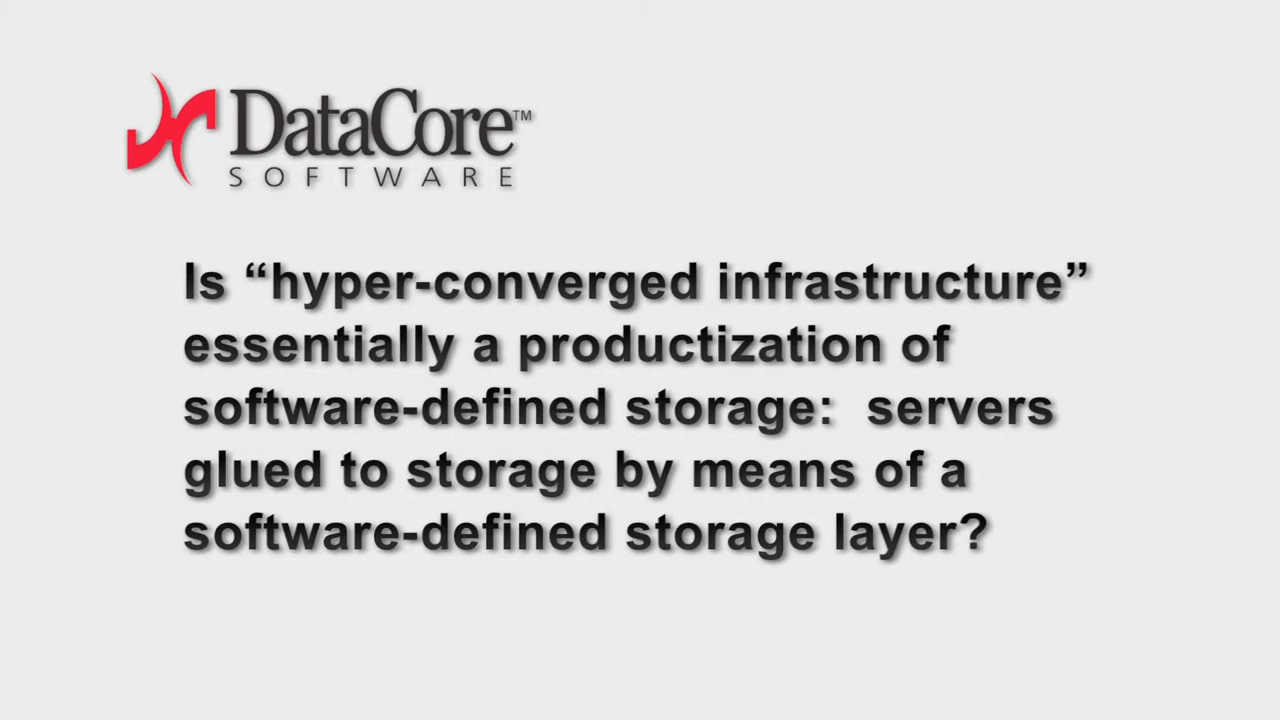 DataCore™
SOFTWARE
Is “hyper-converged infrastructure”
essentially a productization of
software-defined storage:  servers
glued to storage by means of a
software-defined storage layer?